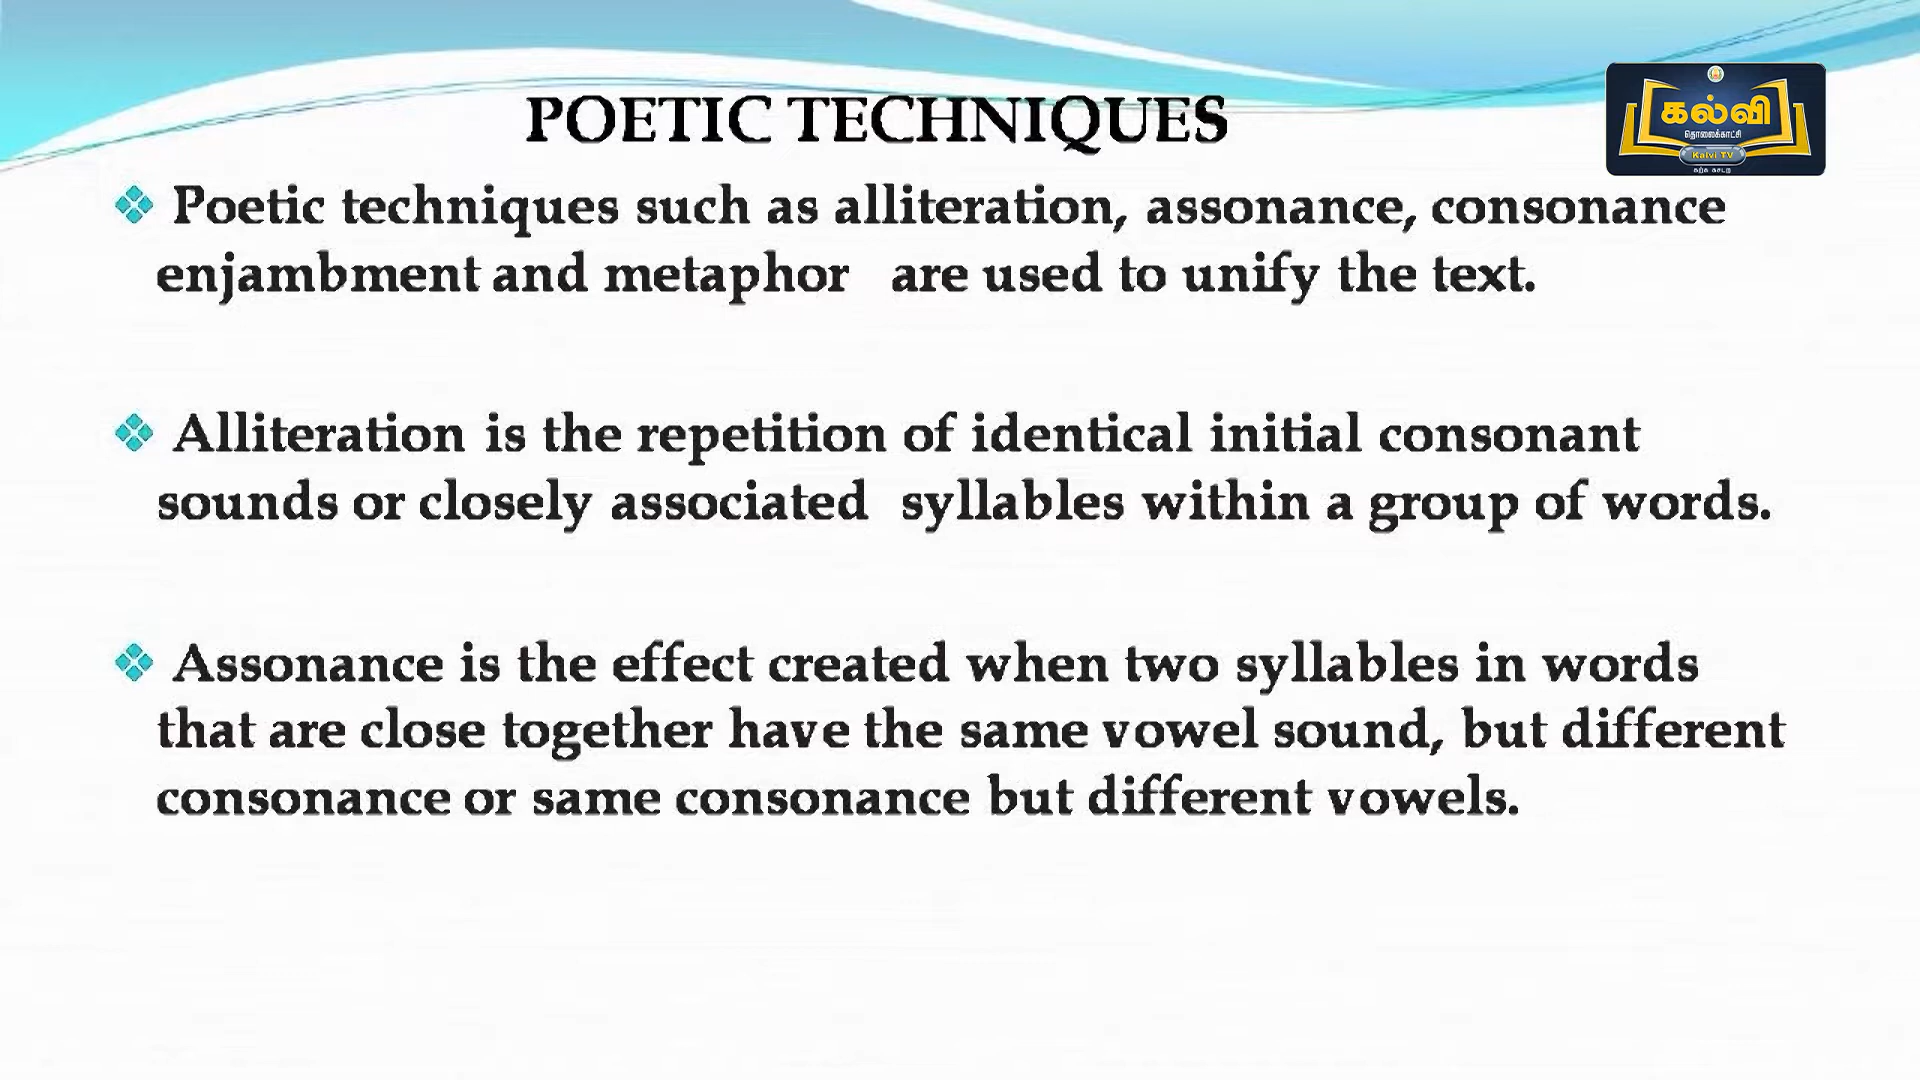 POETIC TECHNIQUES
கல்வி
தொலைக்காட்சி
Kalvi TV
கற்க கசடற
Poetic techniques such as alliteration, assonance, consonance
enjambment and metaphor are used to unify the text.
Alliteration is the repetition of identical initial consonant
sounds or closely associated syllables within a group of words.
Assonance is the effect created when two syllables in words
that are close together have the same vowel sound, but different
consonance or same consonance but different vowels.